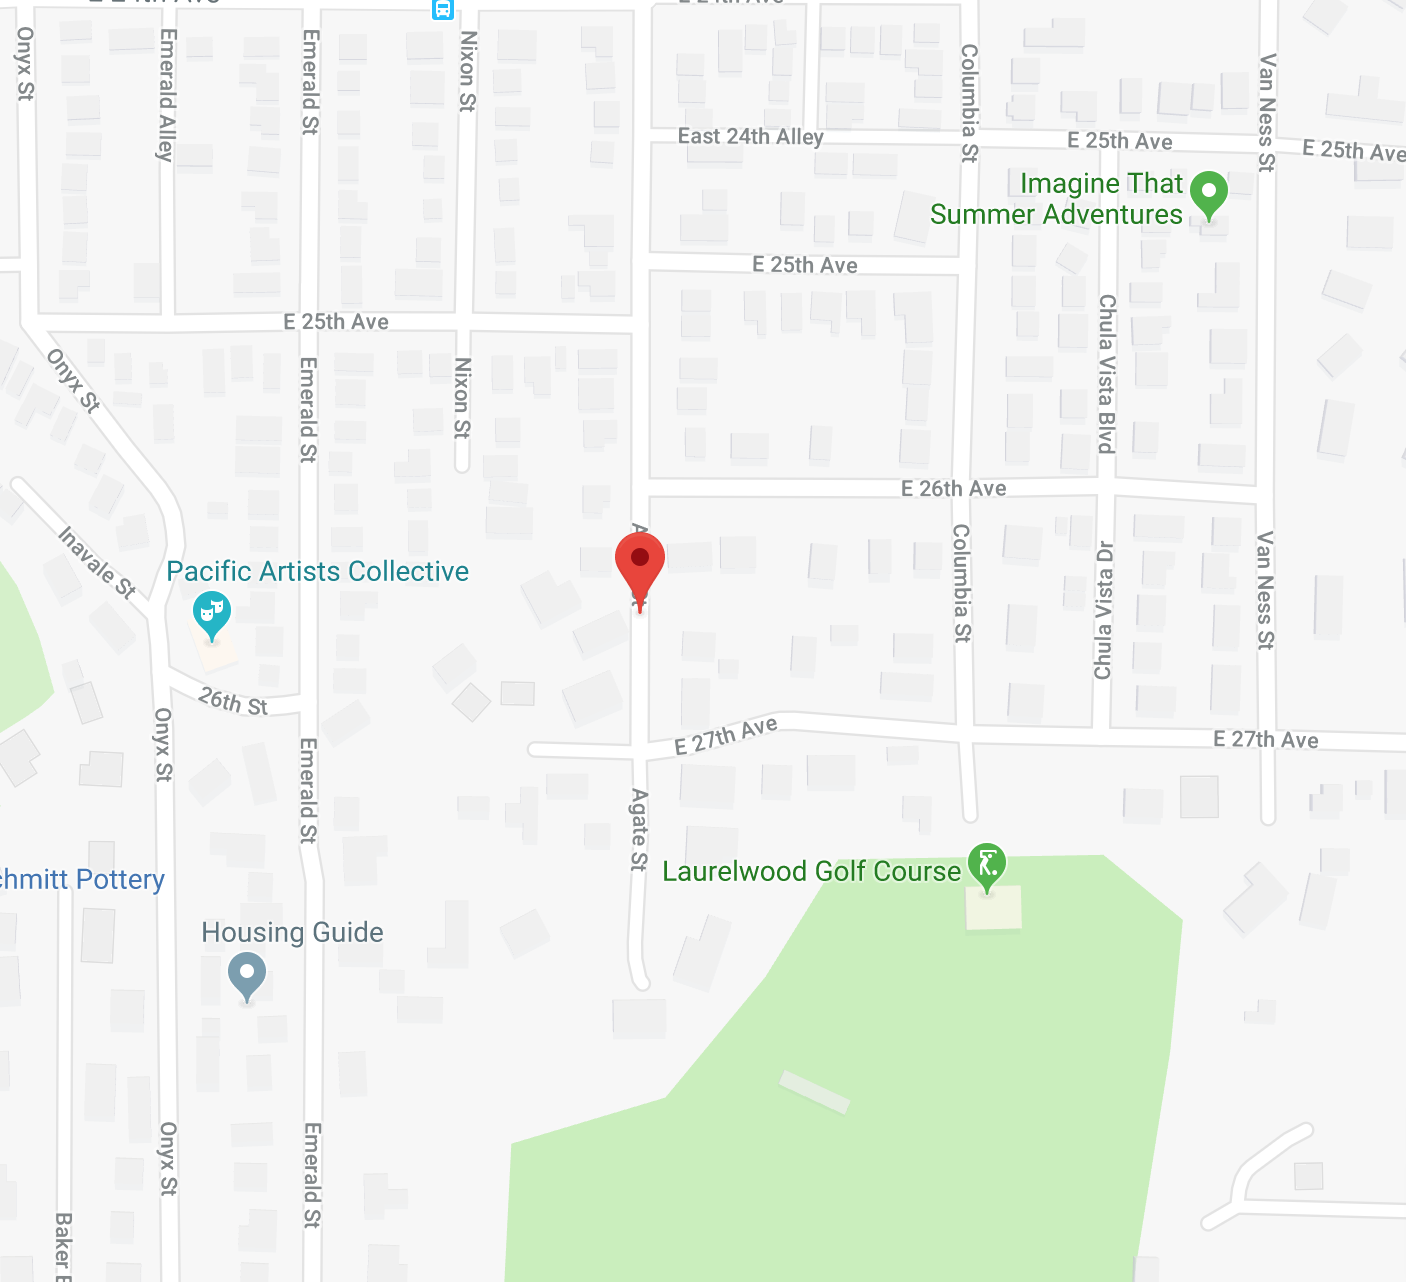 E 24th Ave
E 24th Ave
Onyx St
Emerald Alley
Emerald St
Nixon St
Columbia St
Van Ness St
East 24th Alley
E 25th Ave
E 25th Ave
Imagine That
Summer Adventures
E 25th Ave
E 25th Ave
Onyx St
Emerald St
Nixon St
Chula Vista Blvd
E 26th Ave
Inavale St
Pacific Artists Collective
Columbia St
Chula Vista Dr
Van Ness St
26th St
Onyx St
Emerald St
E 27th Ave
E 27th Ave
Agate St
Laurelwood Golf Course
chmitt Pottery
Housing Guide
Onyx St
Emerald St
Baker